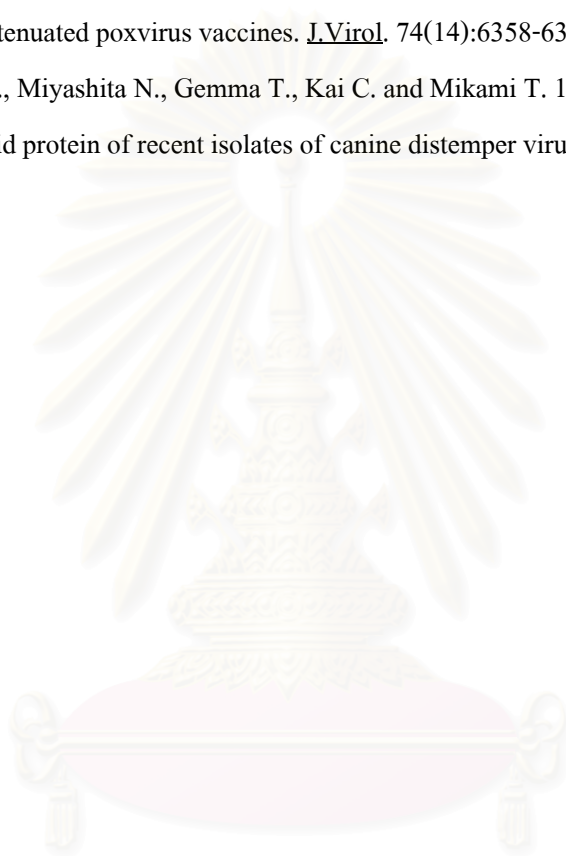 tenuated poxvirus vaccines. J.Virol. 74(14):6358-63
., Miyashita N., Gemma T., Kai C. and Mikami T. 1
id protein of recent isolates of canine distemper viru